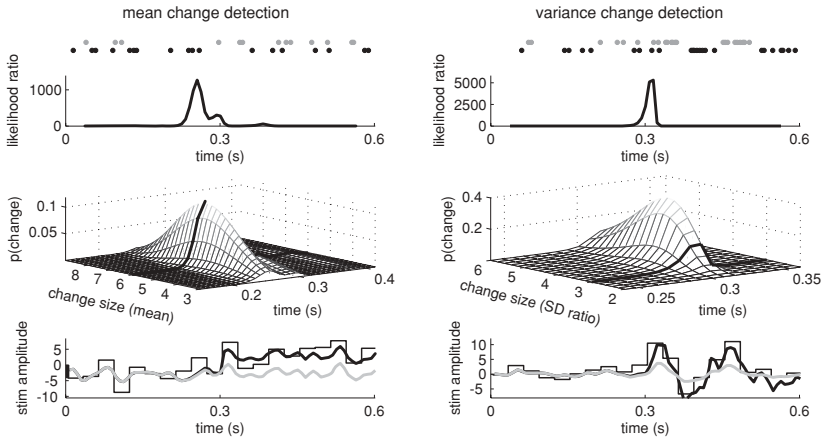 mean change detection
variance change detection
likelihood ratio
1000
0
0
0.3
0.6
time (s)
likelihood ratio
5000
2500
0
0
0.3
0.6
time (s)
p(change)
0.1
0.05
8
7
6
5
4
3
change size (mean)
0.2
0.3
0.4
time (s)
p(change)
0.4
0.2
6
5
4
3
2
change size (SD ratio)
0.25
0.3
0.35
time (s)
stim amplitude
5
0
-5
-10
0
0.3
0.6
time (s)
stim amplitude
10
5
0
-5
0
0.3
0.6
time (s)